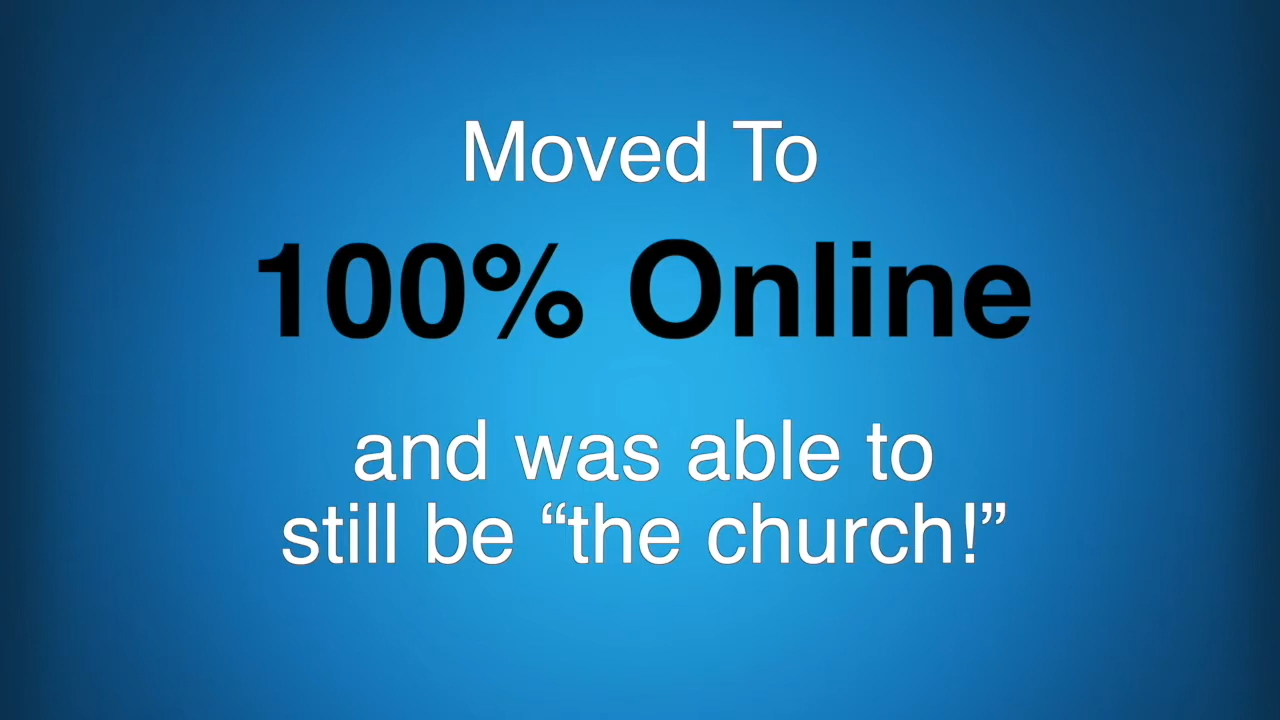 Moved To
100% Online
and was able to
still be “the church!”